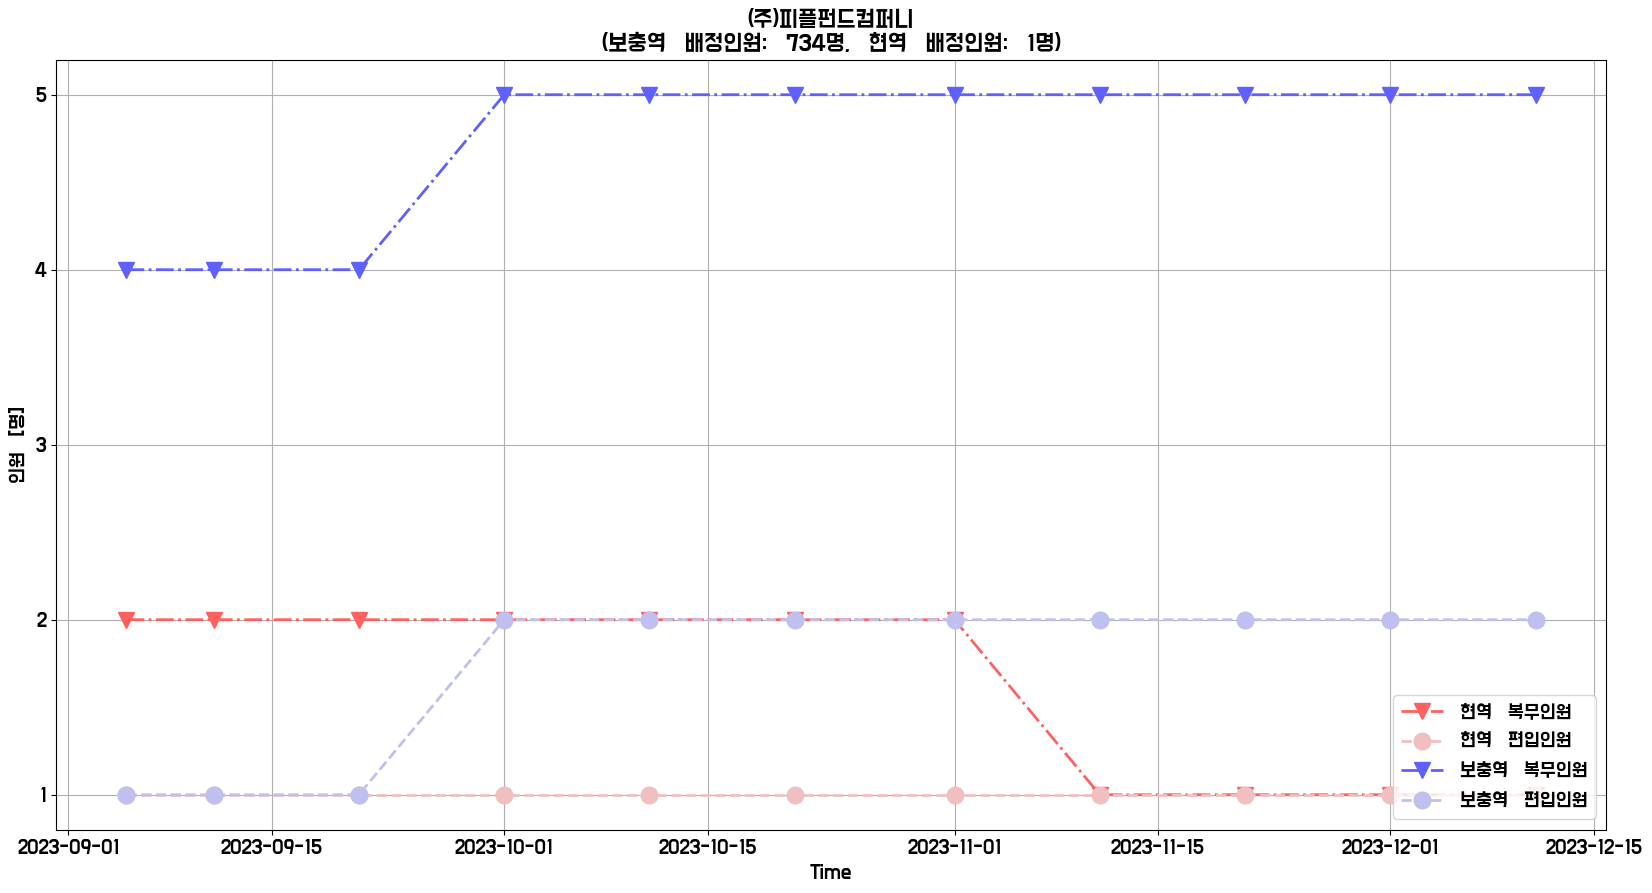 (주)피플펀드컴퍼니
(보충역 배정인원: 734명, 현역 배정인원: 1명)
인원 [명]
5
4
3
2
1
현역 복무인원
현역 편입인원
보충역 복무인원
보충역 편입인원
2023-09-01 2023-09-15 2023-10-01 2023-10-15 2023-11-01 2023-11-15 2023-12-01 2023-12-15
Time